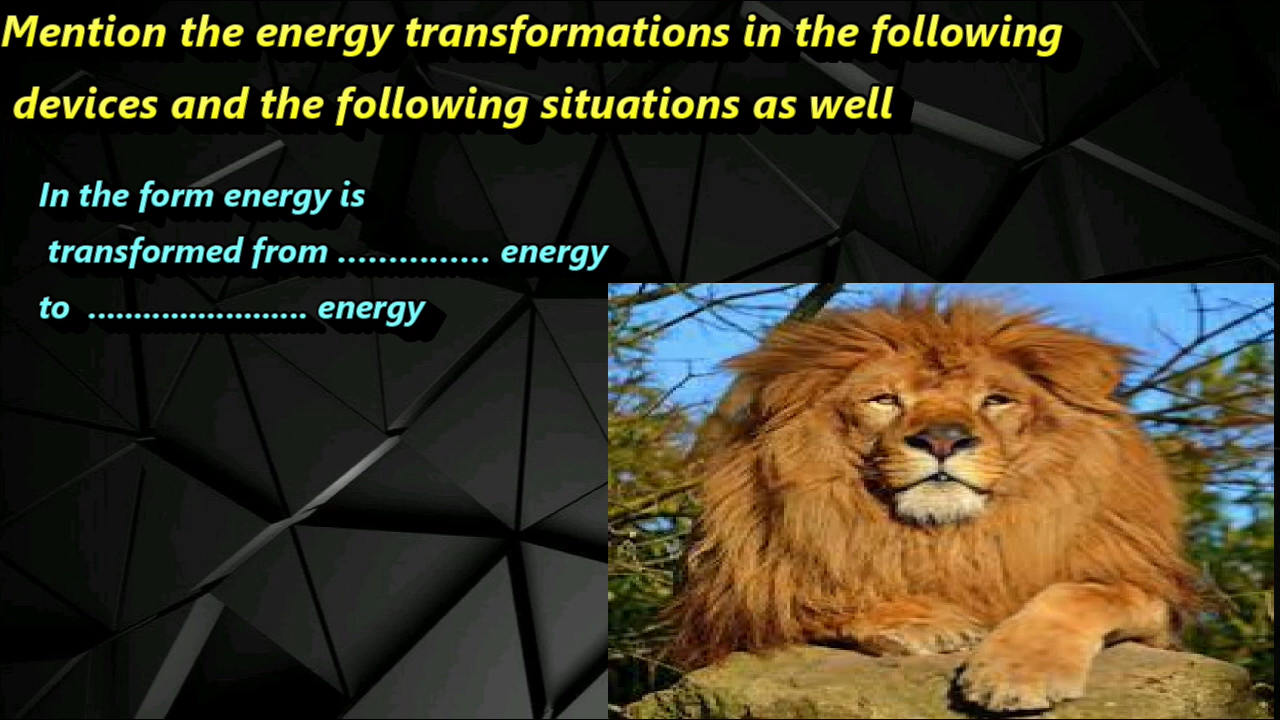 Mention the energy transformations in the following
devices and the following situations as well
In the form energy is
transformed from ............... energy
to ........................ energy